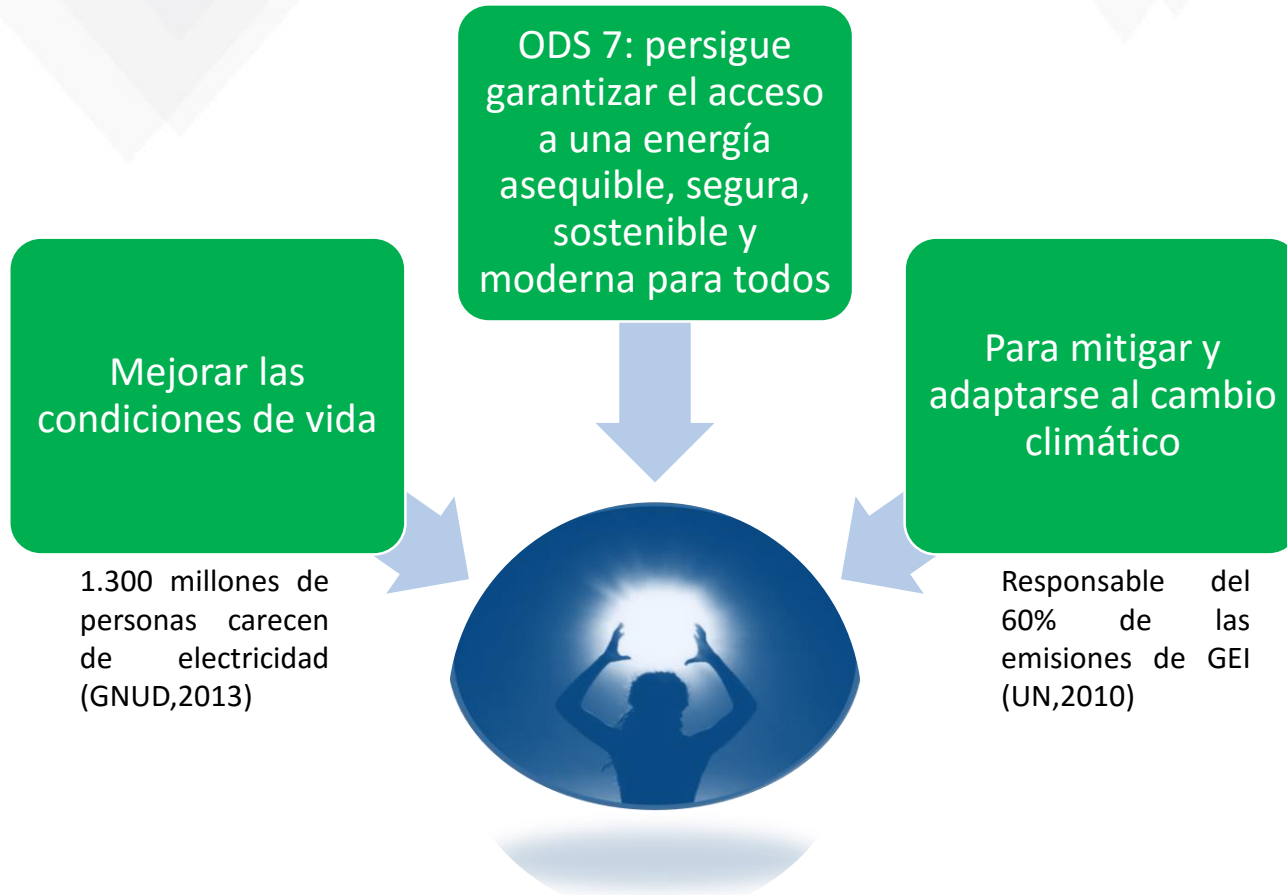 ODS 7: persigue
garantizar el acceso
a una energía
asequible, segura,
sostenible y
moderna para todos
Mejorar las
condiciones de vida
Para mitigar y
adaptarse al cambio
climático
1.300 millones de
personas carecen
de electricidad
(GNUD,2013)
Responsable del
60% de las
emisiones de GEI
(UN,2010)